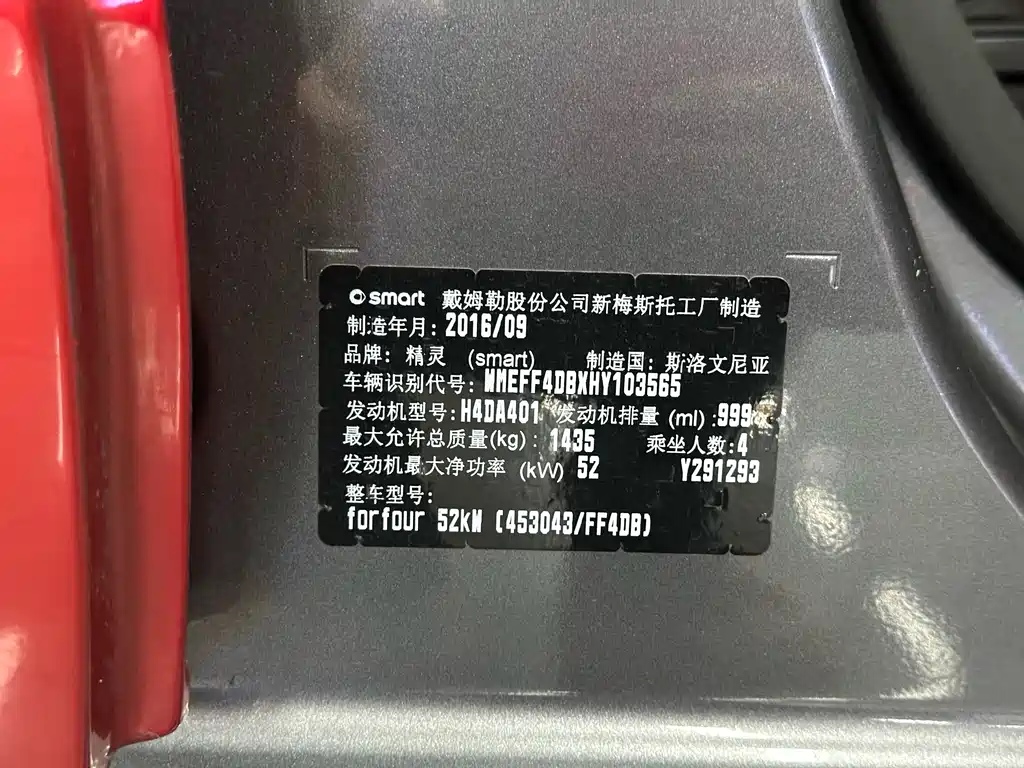 smart 戴姆勒股份公司新梅斯托工厂制造
制造年月: 2016/09
品牌: 精灵 (smart) 制造国: 斯洛文尼亚
车辆识别代号: WMEFF4DBXHY103565
发动机型号: H4DA401 发动机排量 (ml) :999
最大允许总质量(kg) : 1435 乘坐人数:4
发动机最大净功率 (kW) 52 Y291293
整车型号:
forfour 52kW (453043/FF4DB)